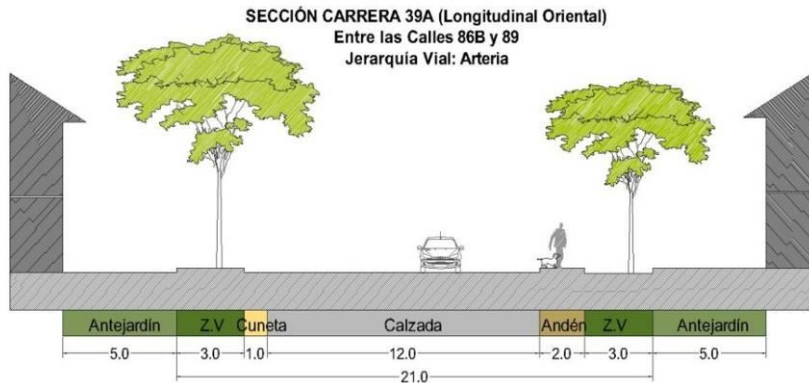 SECCIÓN CARRERA 39A (Longitudinal Oriental)
Entre las Calles 86B y 89
Jerarquía Vial: Arteria
Antejardín Z.V Cuneta Calzada Andén Z.V Antejardín
5.0 3.0 1.0 12.0 2.0 3.0 5.0
21.0